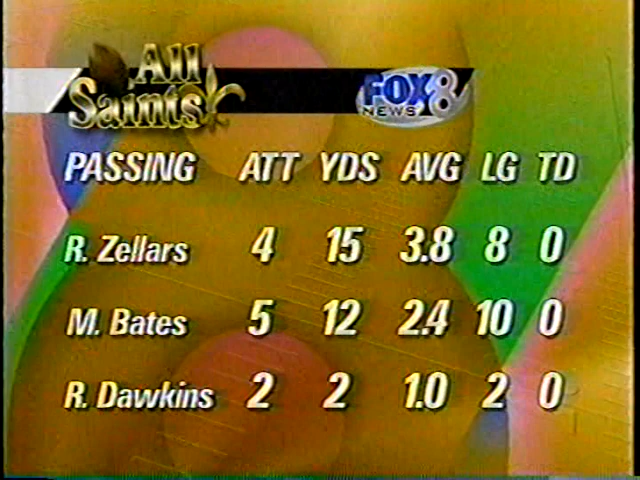 All
Saints
FOX 8
NEWS
PASSING ATT YDS AVG LG TD
R. Zellars 4 15 3.8 8 0
M. Bates 5 12 2.4 10 0
R. Dawkins 2 2 1.0 2 0